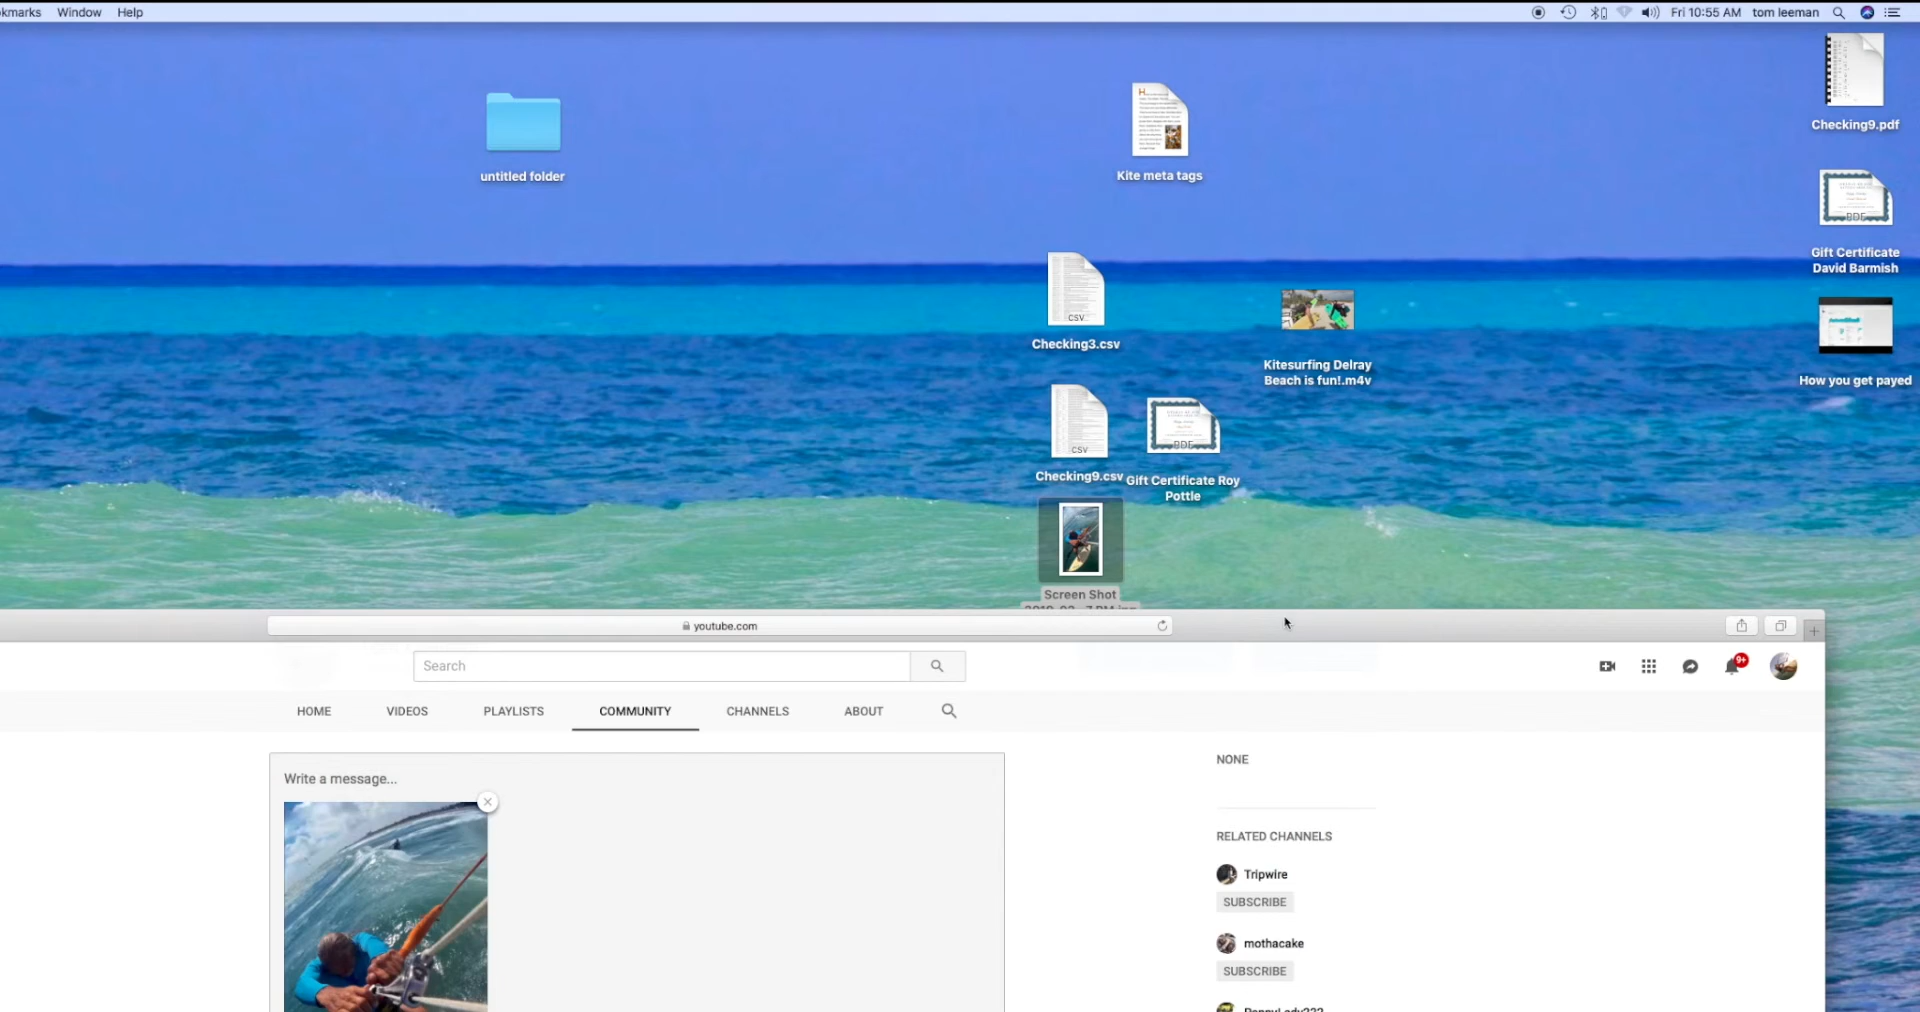 kmarks Window Help
Fri 10:55 AM tom leeman
untitled folder
Kite meta tags
Checking9.pdf
PDF
Gift Certificate
David Barmish
CSV
Checking3.csv
Kitesurfing Delray
Beach is fun!.m4v
How you get payed
CSV
Checking9.csv
PDF
Gift Certificate Roy
Pottle
Screen Shot
youtube.com
Search
9+
HOME VIDEOS PLAYLISTS COMMUNITY CHANNELS ABOUT
Write a message...
NONE
RELATED CHANNELS
Tripwire
SUBSCRIBE
mothacake
SUBSCRIBE